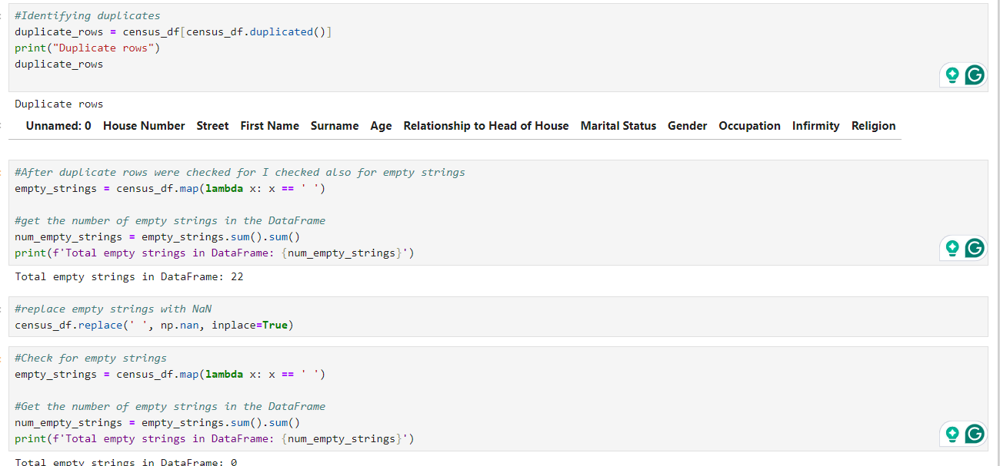 #Identifying duplicates
duplicate_rows = census_df[census_df.duplicated()]
print("Duplicate rows")
duplicate_rows
Duplicate rows
Unnamed: 0 House Number Street First Name Surname Age Relationship to Head of House Marital Status Gender Occupation Infirmity Religion
#After duplicate rows were checked for I checked also for empty strings
empty_strings = census_df.map(lambda x: x == ' ')
#get the number of empty strings in the DataFrame
num_empty_strings = empty_strings.sum().sum()
print(f'Total empty strings in DataFrame: {num_empty_strings}')
Total empty strings in DataFrame: 22
#replace empty strings with NaN
census_df.replace(' ', np.nan, inplace=True)
#Check for empty strings
empty_strings = census_df.map(lambda x: x == ' ')
#Get the number of empty strings in the DataFrame
num_empty_strings = empty_strings.sum().sum()
print(f'Total empty strings in DataFrame: {num_empty_strings}')
Total empty strings in DataFrame: 0